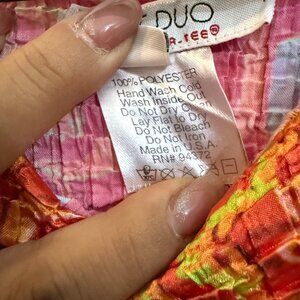 DUO
R-TEE
100% POLYESTER
Hand Wash Cold
Wash Inside Out
Do Not Dry Clean
Lay Flat to Dry
Do Not Bleach
Do Not Iron
Made in U.S.A.
RN# 94372